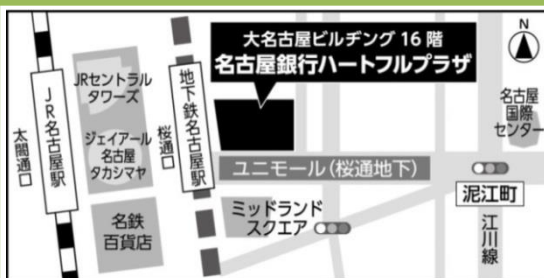 大名古屋ビルヂング 16 階
名古屋銀行ハートフルプラザ
N
JRセントラル
タワーズ
JR名古屋駅
太閤通口
ジェイアール
名古屋
タカシマヤ
桜通口
地下鉄名古屋駅
名古屋
国際
センター
ユニモール(桜通地下)
泥江町
名鉄
百貨店
ミッドランド
スクエア
江川線